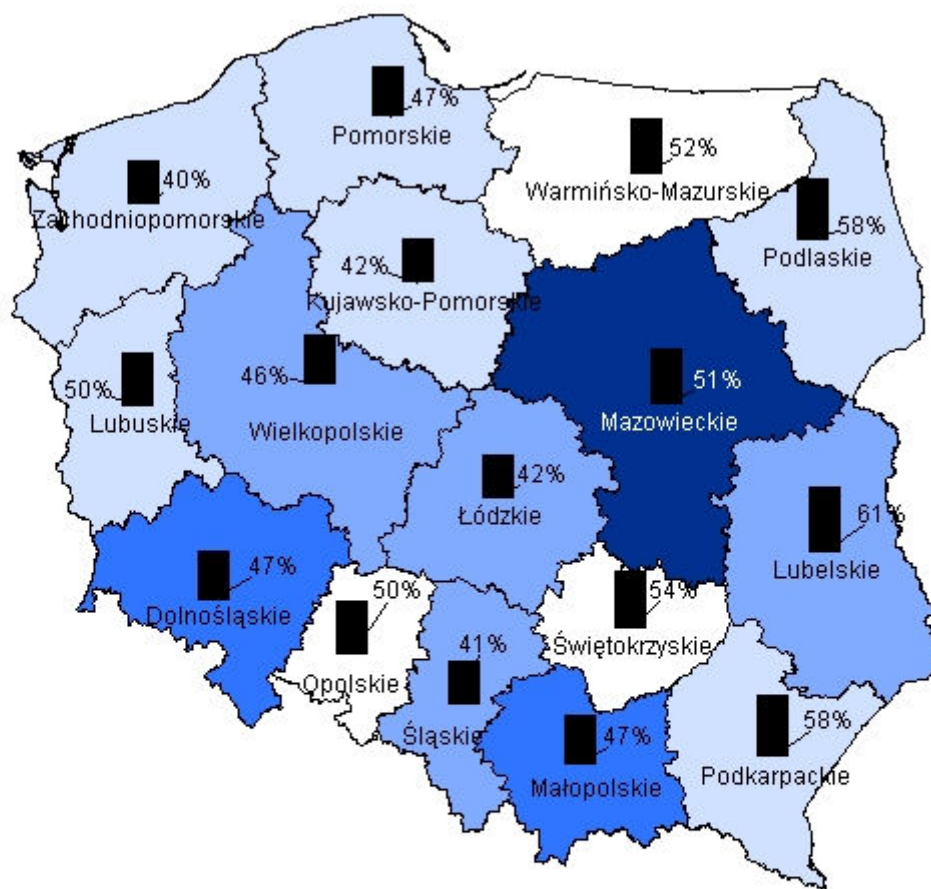 47%
Pomorskie
52%
Warmińsko-Mazurskie
40%
Zachodniopomorskie
58%
Podlaskie
42%
Kujawsko-Pomorskie
50%
Lubuskie
46%
Wielkopolskie
51%
Mazowieckie
42%
Łódzkie
61%
Lubelskie
47%
Dolnośląskie
50%
Opolskie
54%
Świętokrzyskie
41%
Śląskie
47%
Małopolskie
58%
Podkarpackie